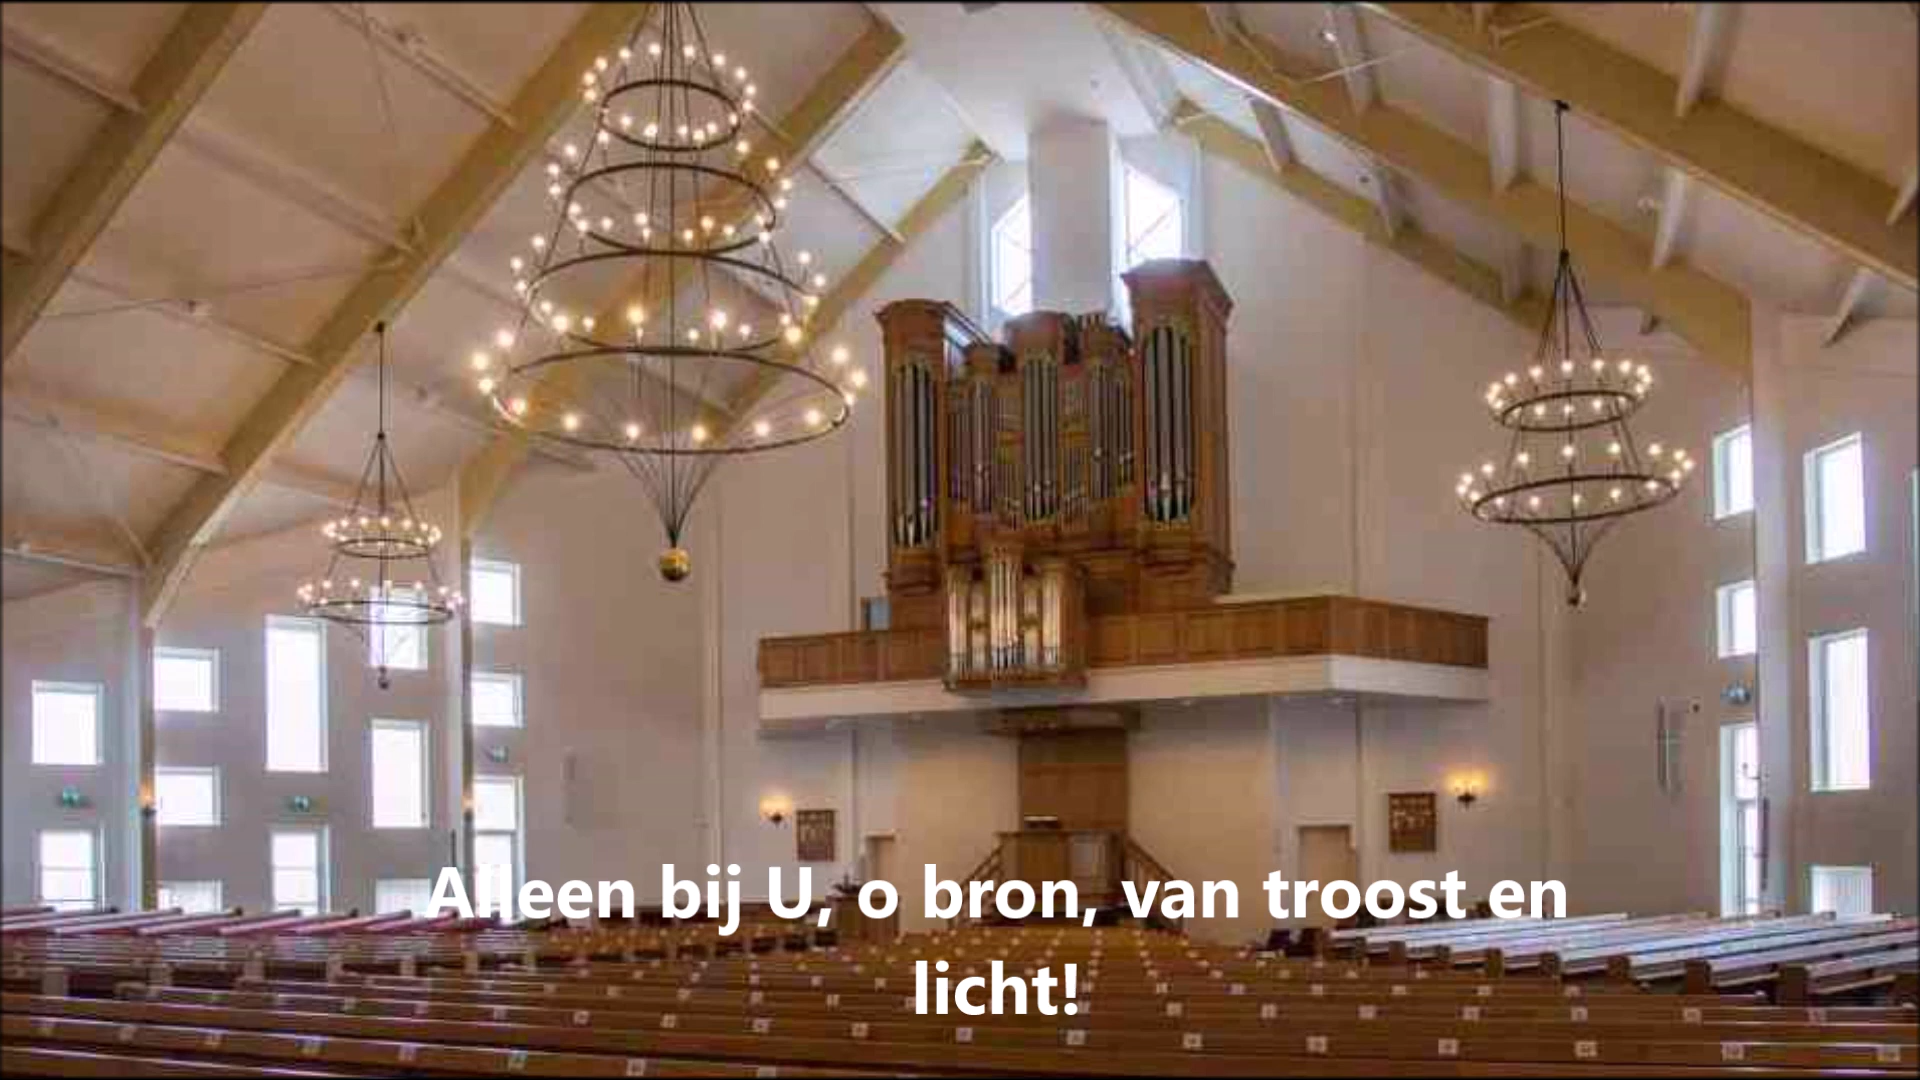 Alleen bij U, o bron, van troost en
licht!